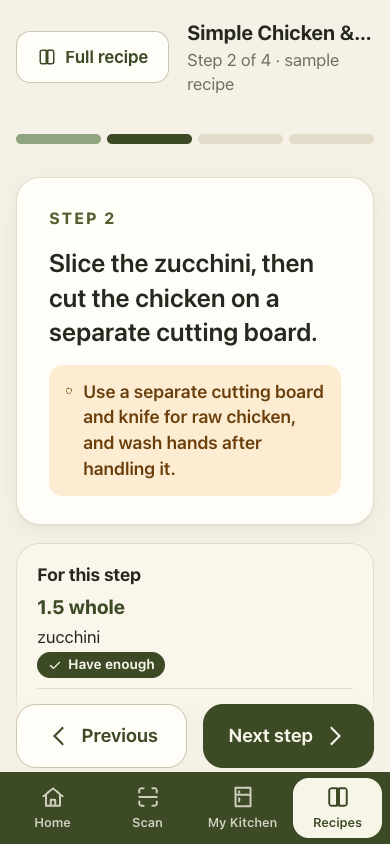 Full recipe
Simple Chicken &...
Step 2 of 4 · sample
recipe
STEP 2
Slice the zucchini, then
cut the chicken on a
separate cutting board.
Use a separate cutting board
and knife for raw chicken,
and wash hands after
handling it.
For this step
1.5 whole
zucchini
Have enough
Previous
Next step
Home
Scan
My Kitchen
Recipes